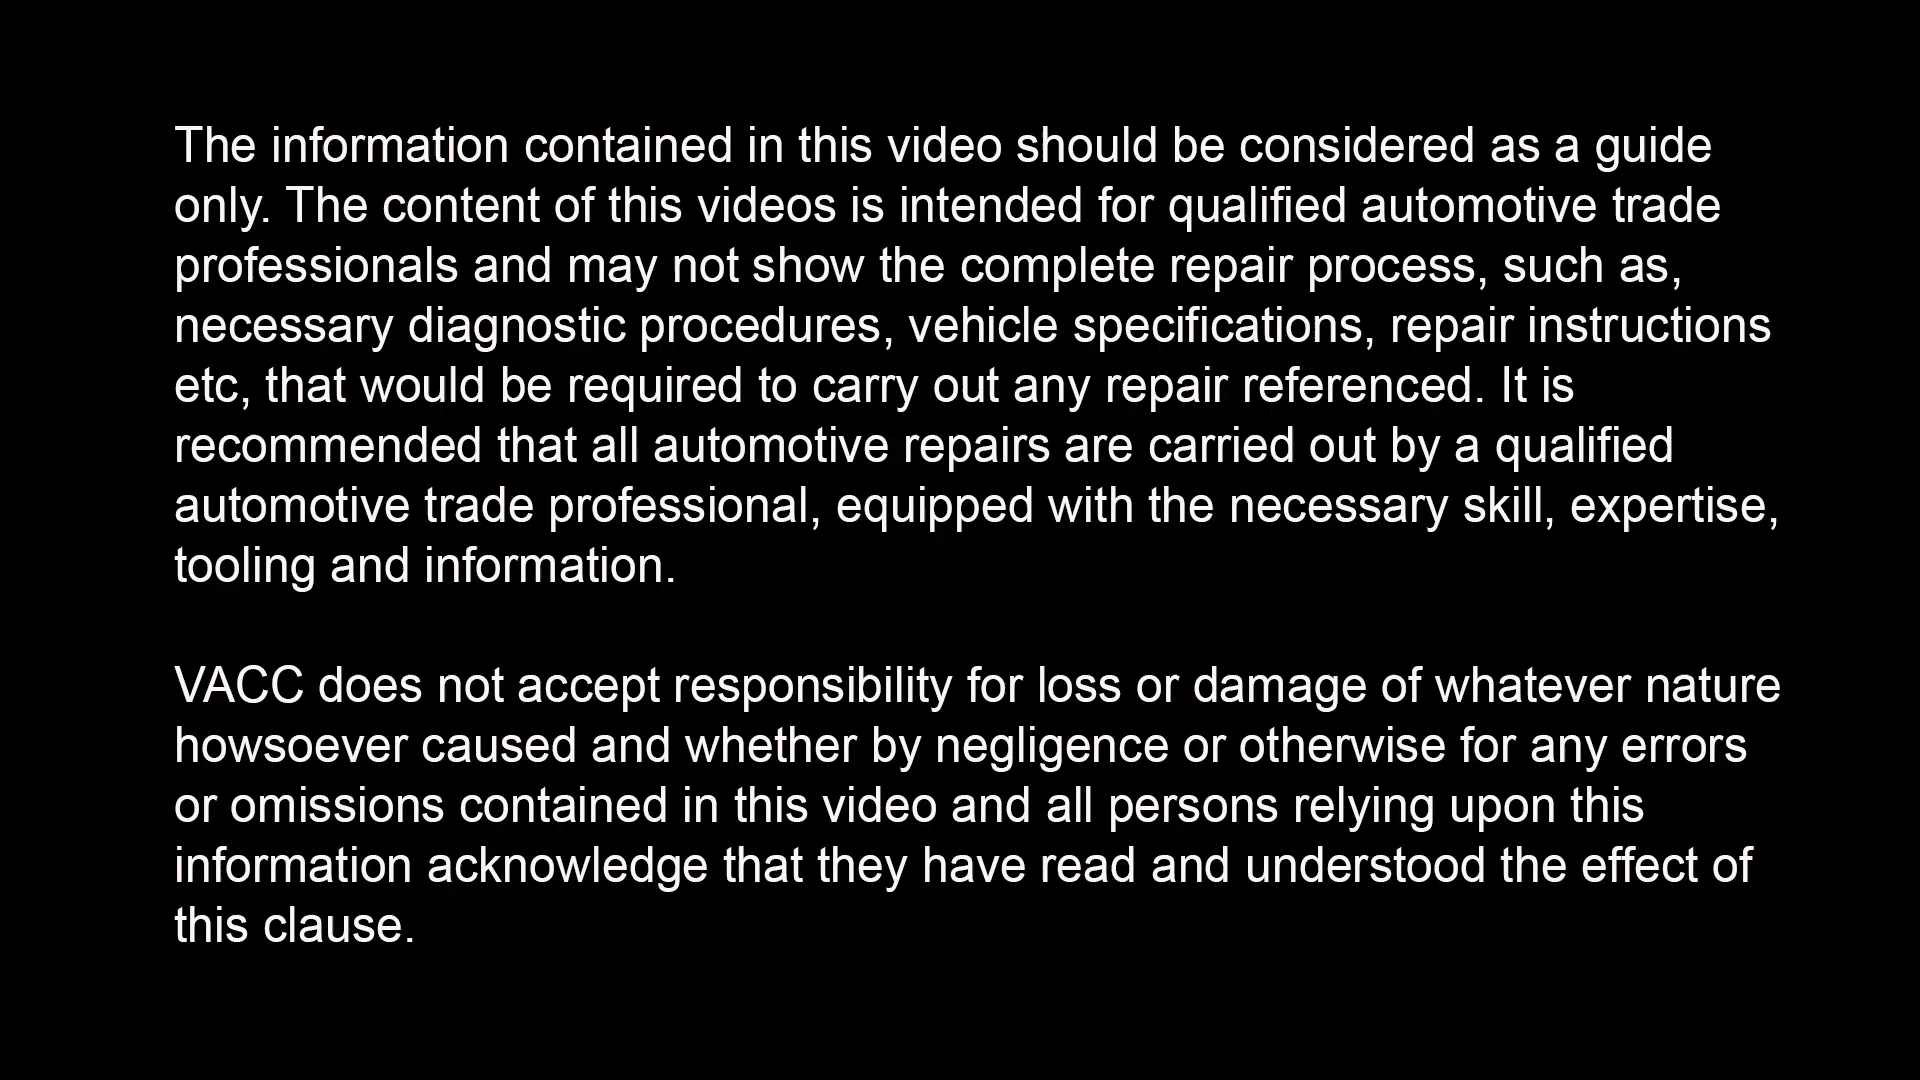 The information contained in this video should be considered as a guide
only. The content of this videos is intended for qualified automotive trade
professionals and may not show the complete repair process, such as,
necessary diagnostic procedures, vehicle specifications, repair instructions
etc, that would be required to carry out any repair referenced. It is
recommended that all automotive repairs are carried out by a qualified
automotive trade professional, equipped with the necessary skill, expertise,
tooling and information.
VACC does not accept responsibility for loss or damage of whatever nature
howsoever caused and whether by negligence or otherwise for any errors
or omissions contained in this video and all persons relying upon this
information acknowledge that they have read and understood the effect of
this clause.